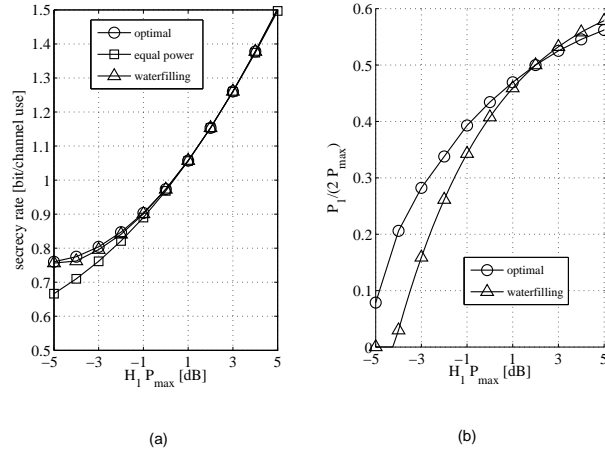 1.5
1.4
1.3
1.2
1.1
1
0.9
0.8
0.7
0.6
0.5
secrecy rate [bit/channel use]
optimal
equal power
waterfilling
−5
−3
−1
1
3
5
H1 Pmax [dB]
(a)
0.6
0.5
0.4
0.3
0.2
0.1
0
P1/(2 Pmax)
optimal
waterfilling
−5
−3
−1
1
3
5
H1 Pmax [dB]
(b)